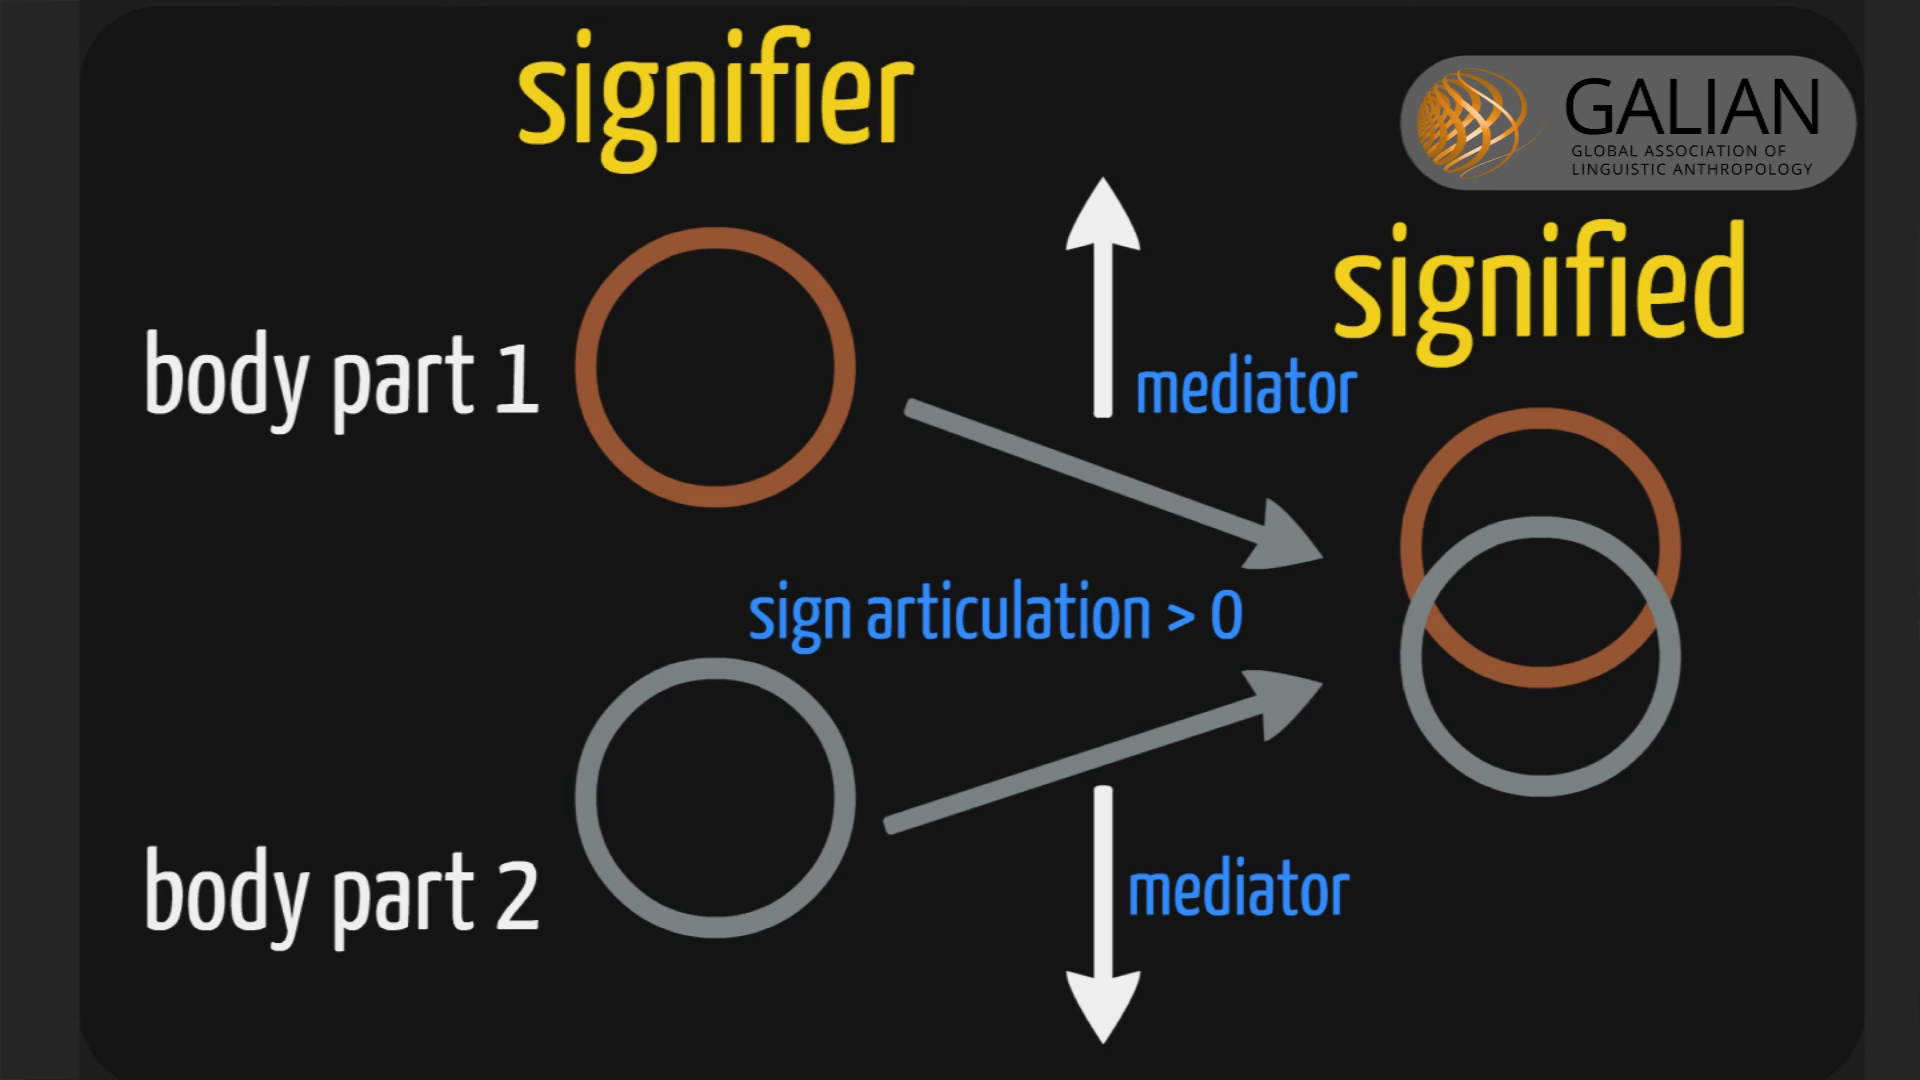 signifier
GALIAN
GLOBAL ASSOCIATION OF
LINGUISTIC ANTHROPOLOGY
signified
body part 1
mediator
sign articulation > 0
body part 2
mediator